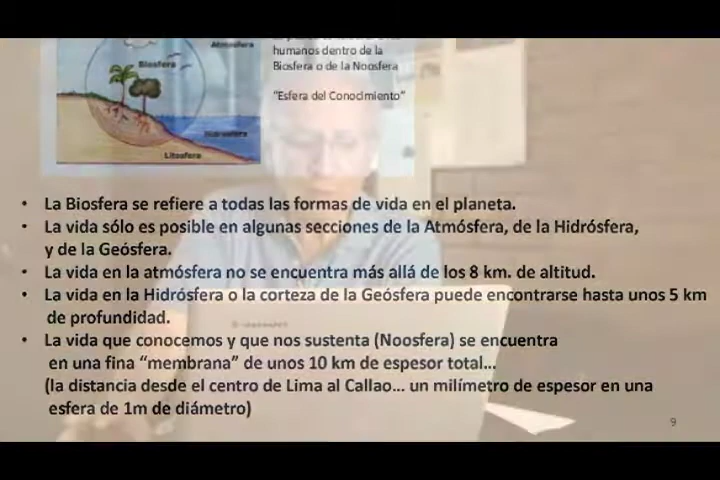 Atmósfera
Biosfera
Hidrósfera
Litosfera
humanos dentro de la
Biosfera o de la Noosfera
"Esfera del Conocimiento"
• La Biosfera se refiere a todas las formas de vida en el planeta.
• La vida sólo es posible en algunas secciones de la Atmósfera, de la Hidrósfera,
y de la Geósfera.
• La vida en la atmósfera no se encuentra más allá de los 8 km. de altitud.
• La vida en la Hidrósfera o la corteza de la Geósfera puede encontrarse hasta unos 5 km
de profundidad.
• La vida que conocemos y que nos sustenta (Noosfera) se encuentra
en una fina “membrana” de unos 10 km de espesor total...
(la distancia desde el centro de Lima al Callao... un milímetro de espesor en una
esfera de 1m de diámetro)
9